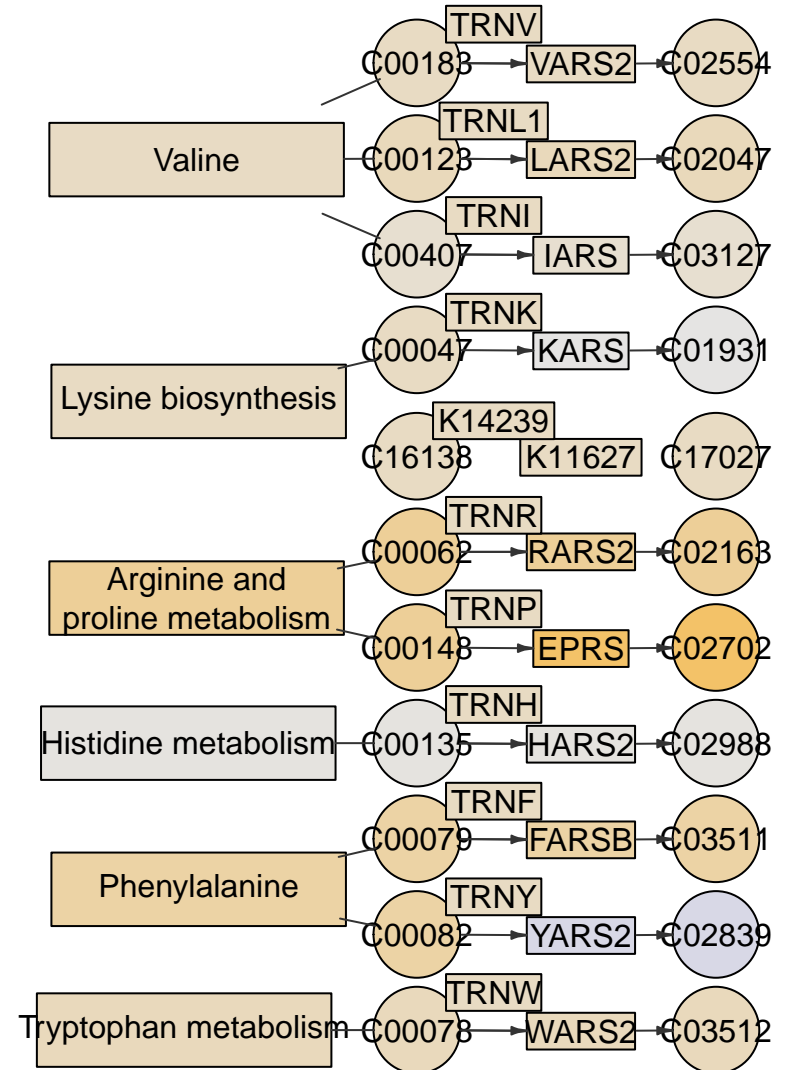 TRNV
C00183
VARS2
C02554
Valine
TRNL1
C00123
LARS2
C02047
TRNI
C00407
IARS
C03127
Lysine biosynthesis
TRNK
C00047
KARS
C01931
K14239
C16138
K11627
C17027
Arginine and
proline metabolism
TRNR
C00062
RARS2
C02163
TRNP
C00148
EPRS
C02702
Histidine metabolism
TRNH
C00135
HARS2
C02988
Phenylalanine
TRNF
C00079
FARSB
C03511
TRNY
C00082
YARS2
C02839
Tryptophan metabolism
TRNW
C00078
WARS2
C03512